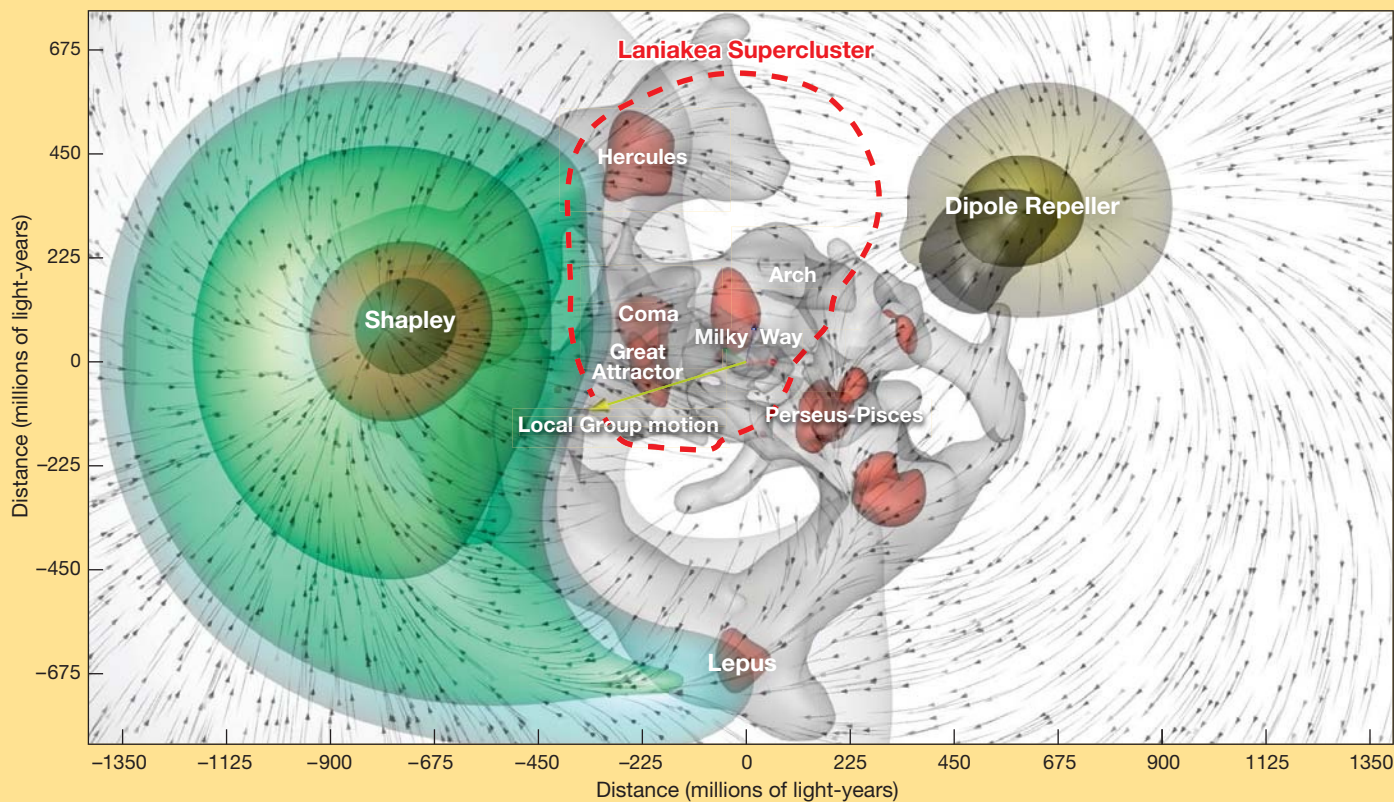 Laniakea Supercluster
Hercules
Dipole Repeller
Arch
Shapley
Coma
Milky Way
Great
Attractor
Perseus-Pisces
Local Group motion
Lepus
Distance (millions of light-years)
675
450
225
0
−225
−450
−675
−1350 −1125 −900 −675 −450 −225 0 225 450 675 900 1125 1350
Distance (millions of light-years)